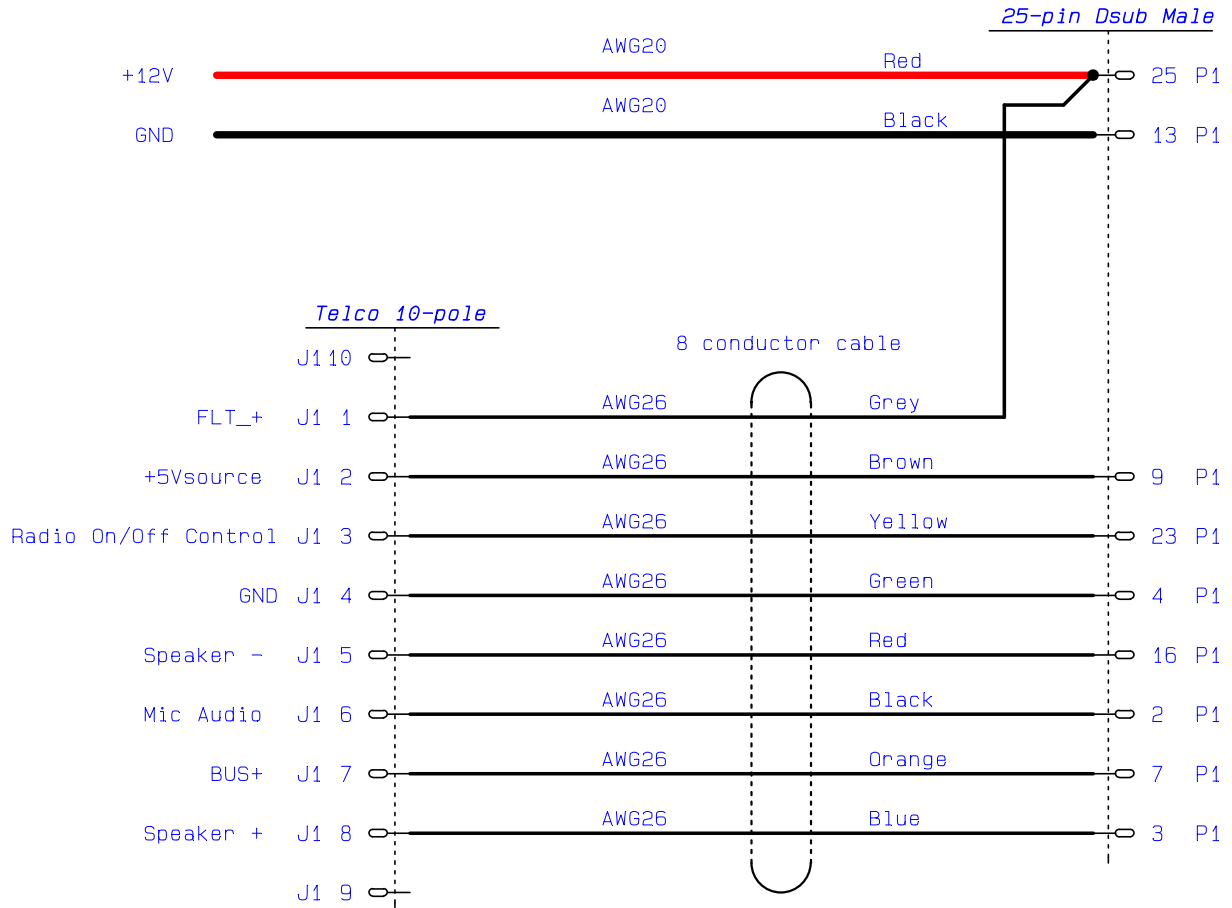 25-pin Dsub Male
+12V AWG20 Red 25 P1
GND AWG20 Black 13 P1
Telco 10-pole
8 conductor cable
J1 10
FLT_+ J1 1 AWG26 Grey
+5Vsource J1 2 AWG26 Brown 9 P1
Radio On/Off Control J1 3 AWG26 Yellow 23 P1
GND J1 4 AWG26 Green 4 P1
Speaker - J1 5 AWG26 Red 16 P1
Mic Audio J1 6 AWG26 Black 2 P1
BUS+ J1 7 AWG26 Orange 7 P1
Speaker + J1 8 AWG26 Blue 3 P1
J1 9